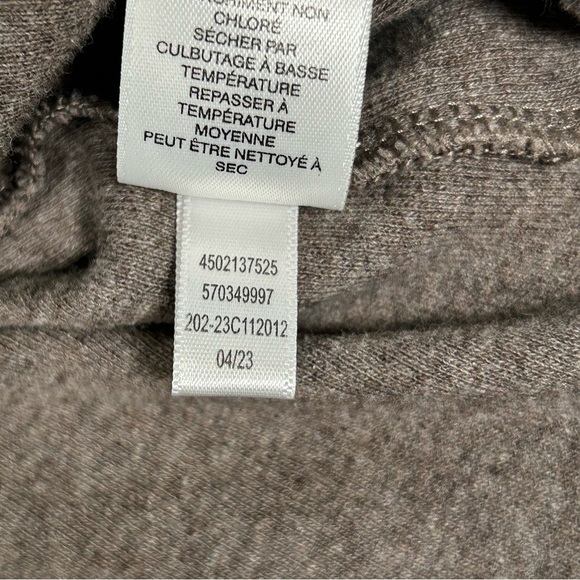 NON
CHLORÉ
SÉCHER PAR
CULBUTAGE À BASSE
TEMPÉRATURE
REPASSER À
TEMPÉRATURE
MOYENNE
PEUT ÊTRE NETTOYÉ À
SEC
4502137525
570349997
202-23C112012
04/23